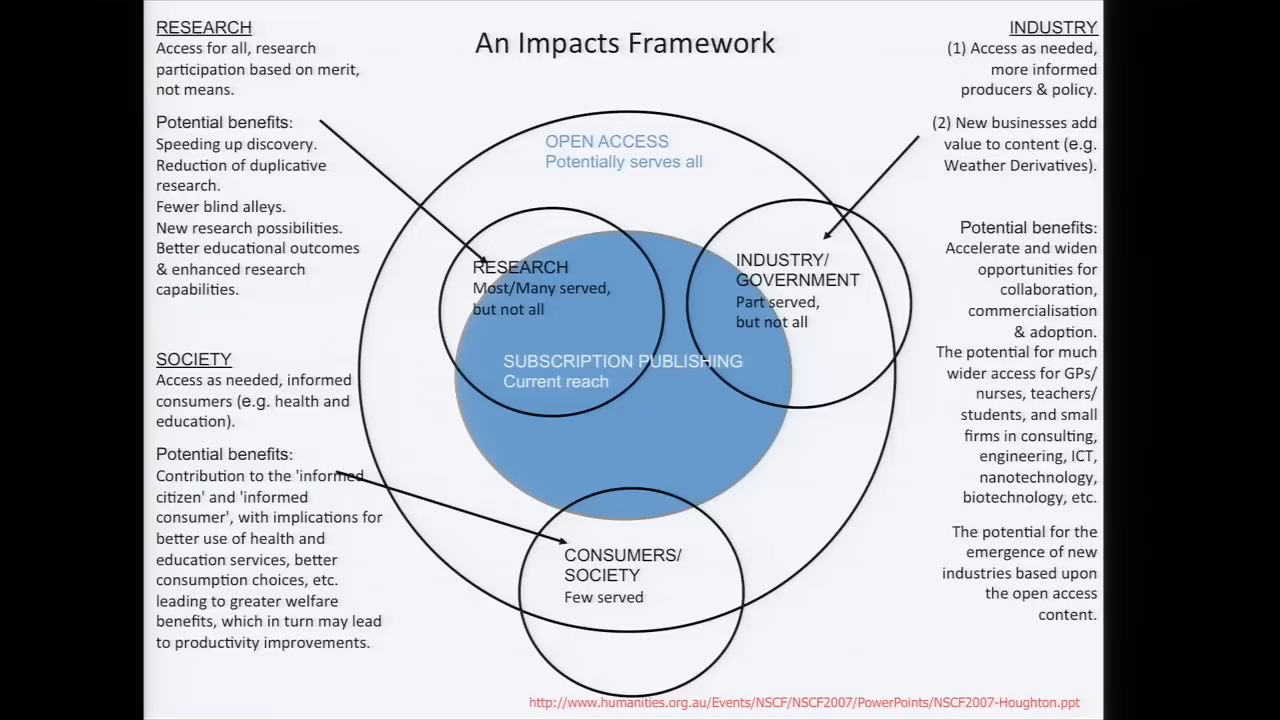 An Impacts Framework
RESEARCH
Access for all, research
participation based on merit,
not means.
Potential benefits:
Speeding up discovery.
Reduction of duplicative
research.
Fewer blind alleys.
New research possibilities.
Better educational outcomes
& enhanced research
capabilities.
SOCIETY
Access as needed, informed
consumers (e.g. health and
education).
Potential benefits:
Contribution to the 'informed
citizen' and 'informed
consumer', with implications for
better use of health and
education services, better
consumption choices, etc.
leading to greater welfare
benefits, which in turn may lead
to productivity improvements.
OPEN ACCESS
Potentially serves all
RESEARCH
Most/Many served,
but not all
INDUSTRY/
GOVERNMENT
Part served,
but not all
SUBSCRIPTION PUBLISHING
Current reach
CONSUMERS/
SOCIETY
Few served
INDUSTRY
(1) Access as needed,
more informed
producers & policy.
(2) New businesses add
value to content (e.g.
Weather Derivatives).
Potential benefits:
Accelerate and widen
opportunities for
collaboration,
commercialisation
& adoption.
The potential for much
wider access for GPs/
nurses, teachers/
students, and small
firms in consulting,
engineering, ICT,
nanotechnology,
biotechnology, etc.
The potential for the
emergence of new
industries based upon
the open access
content.
http://www.humanities.org.au/Events/NSCF/NSCF2007/PowerPoints/NSCF2007-Houghton.ppt